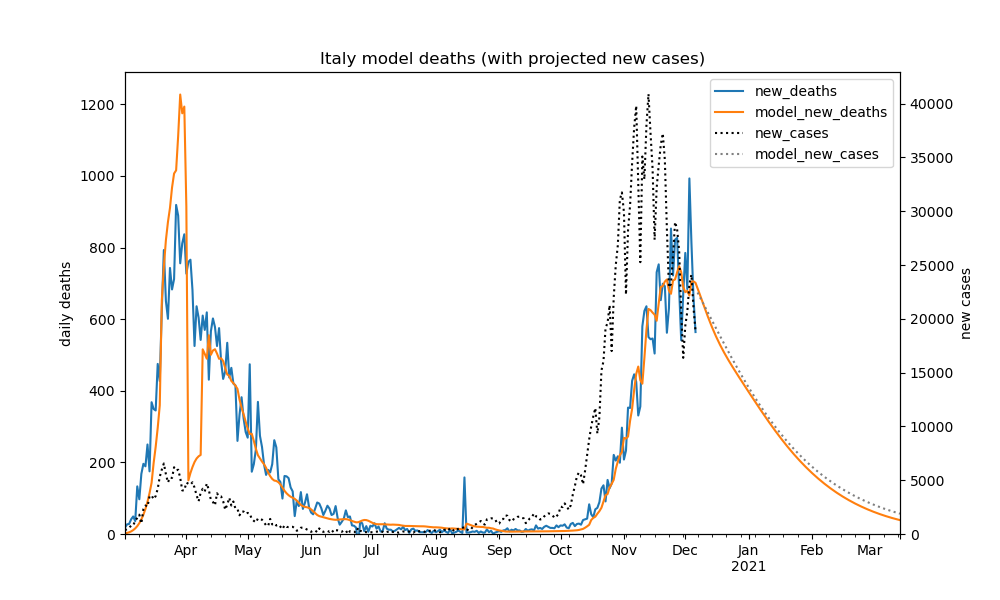 Italy model deaths (with projected new cases)
new_deaths
model_new_deaths
new_cases
model_new_cases
daily deaths
new cases
1200
1000
800
600
400
200
0
40000
35000
30000
25000
20000
15000
10000
5000
0
Apr May Jun Jul Aug Sep Oct Nov Dec Jan Feb Mar
2021